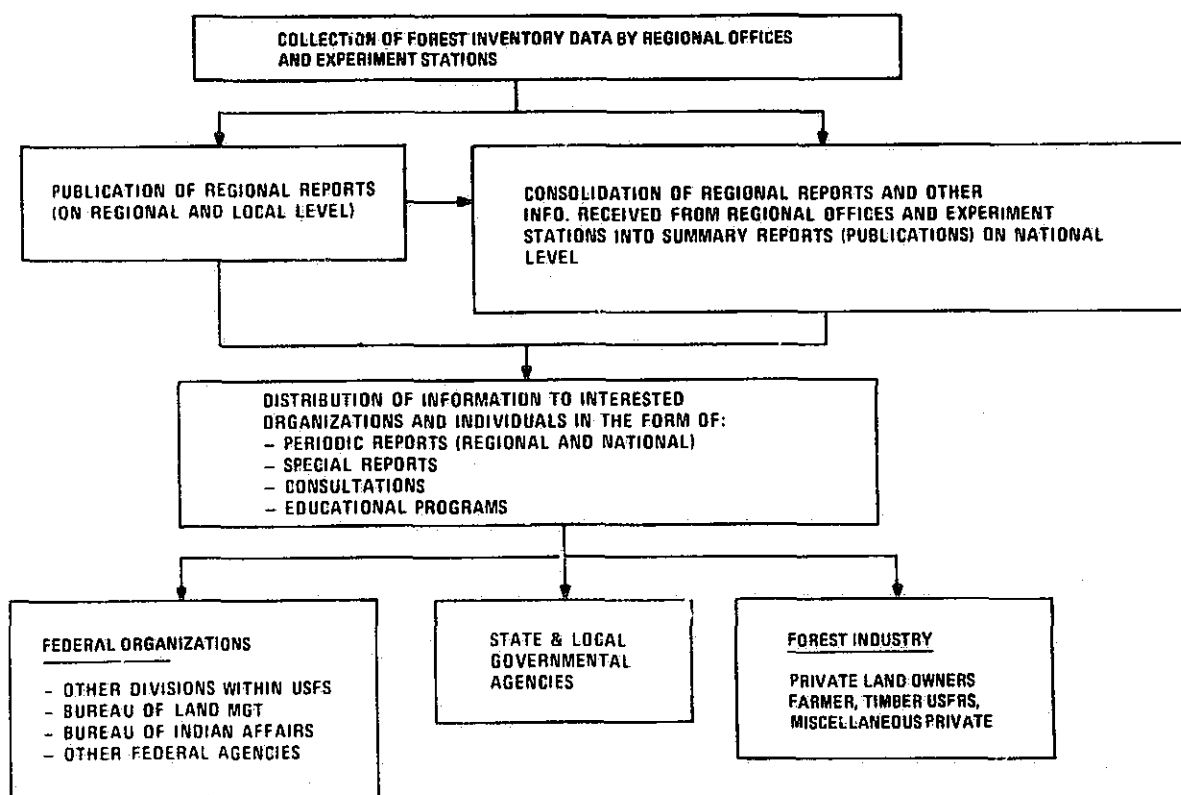 COLLECTION OF FOREST INVENTORY DATA BY REGIONAL OFFICES
AND EXPERIMENT STATIONS
PUBLICATION OF REGIONAL REPORTS
(ON REGIONAL AND LOCAL LEVEL)
CONSOLIDATION OF REGIONAL REPORTS AND OTHER
INFO. RECEIVED FROM REGIONAL OFFICES AND EXPERIMENT
STATIONS INTO SUMMARY REPORTS (PUBLICATIONS) ON NATIONAL
LEVEL
DISTRIBUTION OF INFORMATION TO INTERESTED
ORGANIZATIONS AND INDIVIDUALS IN THE FORM OF:
– PERIODIC REPORTS (REGIONAL AND NATIONAL)
– SPECIAL REPORTS
– CONSULTATIONS
– EDUCATIONAL PROGRAMS
FEDERAL ORGANIZATIONS
– OTHER DIVISIONS WITHIN USFS
– BUREAU OF LAND MGT
– BUREAU OF INDIAN AFFAIRS
– OTHER FEDERAL AGENCIES
STATE & LOCAL
GOVERNMENTAL
AGENCIES
FOREST INDUSTRY
PRIVATE LAND OWNERS
FARMER, TIMBER USFRS,
MISCELLANEOUS PRIVATE